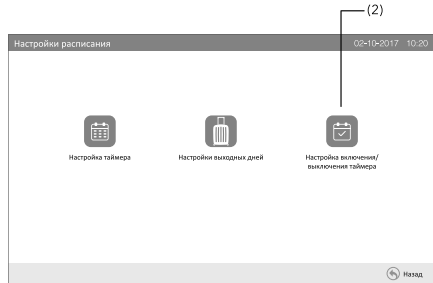 (2)
Настройки расписания 02-10-2017 10:20
Настройка таймера
Настройки выходных дней
Настройка включения/
выключения таймера
Назад